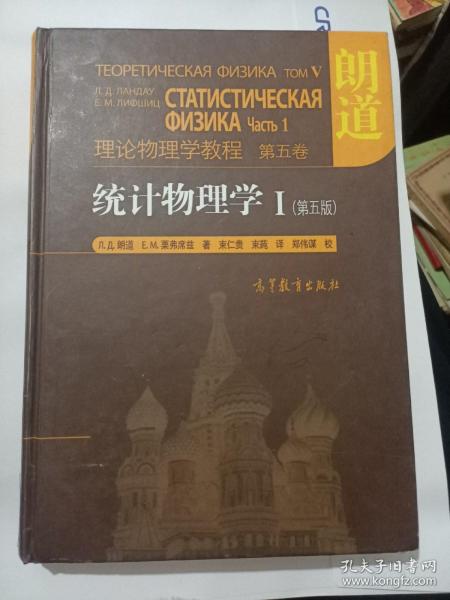 ТЕОРЕТИЧЕСКАЯ ФИЗИКА ТОМ V
Л. Д. ЛАНДАУ
Е. М. ЛИФШИЦ
СТАТИСТИЧЕСКАЯ
ФИЗИКА Часть 1
朗道
理论物理学教程 第五卷
统计物理学 I (第五版)
Л. Д. 朗道 Е. М. 栗弗席兹 著 束仁贵 束莼 译 郑伟谋 校
高等教育出版社
孔夫子旧书网
www.kongfz.com